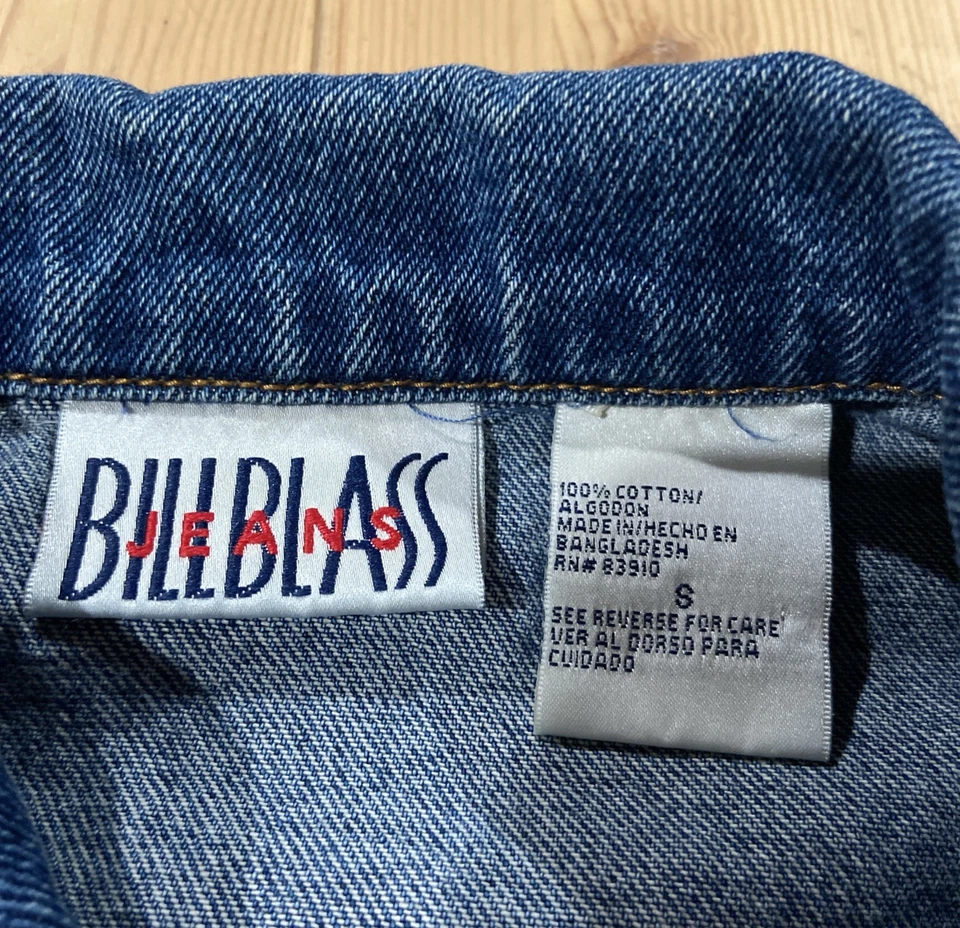 BILLBLASS
JEANS
100% COTTON/
ALGODON
MADE IN/HECHO EN
BANGLADESH
RN# 83910
S
SEE REVERSE FOR CARE
VER AL DORSO PARA
CUIDADO